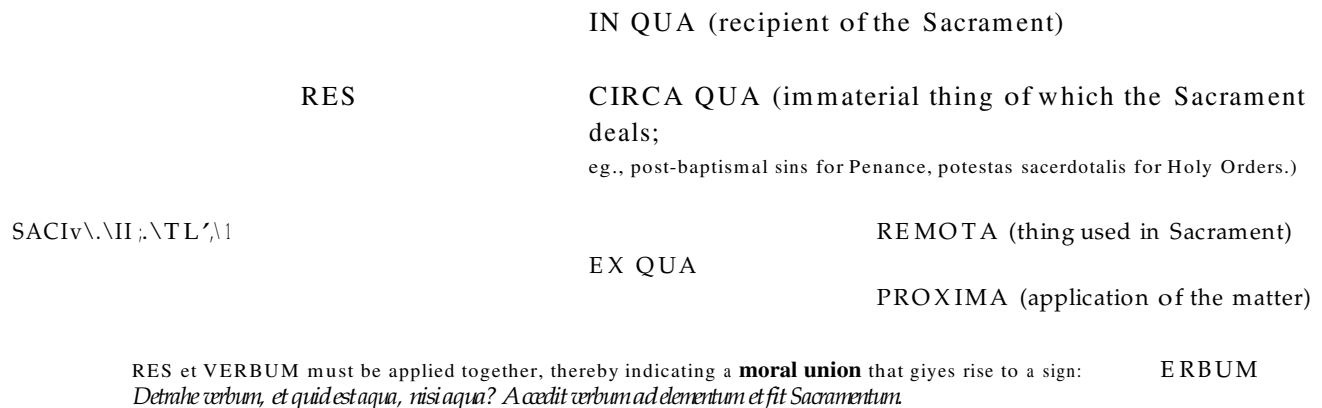 IN QUA (recipient of the Sacrament)
RES CIRCA QUA (immaterial thing of which the Sacrament
deals;
eg., post-baptismal sins for Penance, potestas sacerdotalis for Holy Orders.)
REMOTA (thing used in Sacrament)
EX QUA
PROXIMA (application of the matter)
RES et VERBUM must be applied together, thereby indicating a moral union that giyes rise to a sign: ERBUM
Detrahe verbum, et quid est aqua, nisi aqua? Accedit verbum ad elementum et fit Sacramentum.